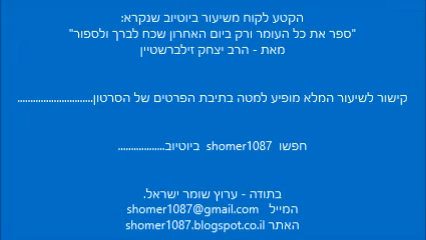 הקטע לקוח משיעור ביוטיוב שנקרא:
"ספר את כל העומר ורק ביום האחרון שכח לברך ולספור"
מאת - הרב יצחק זילברשטיין
קישור לשיעור המלא מופיע למטה בתיבת הפרטים של הסרטון..............................
חפשו shomer1087 ביוטיוב..................
בתודה - ערוץ שומר ישראל.
המייל shomer1087@gmail.com
האתר shomer1087.blogspot.co.il